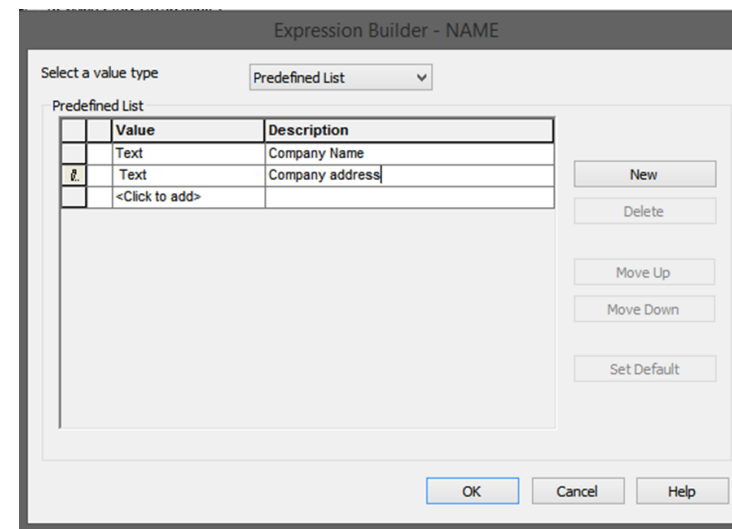 Expression Builder - NAME
Select a value type
Predefined List
Predefined List
Value Description
Text Company Name
Text Company address
<Click to add>
New
Delete
Move Up
Move Down
Set Default
OK Cancel Help